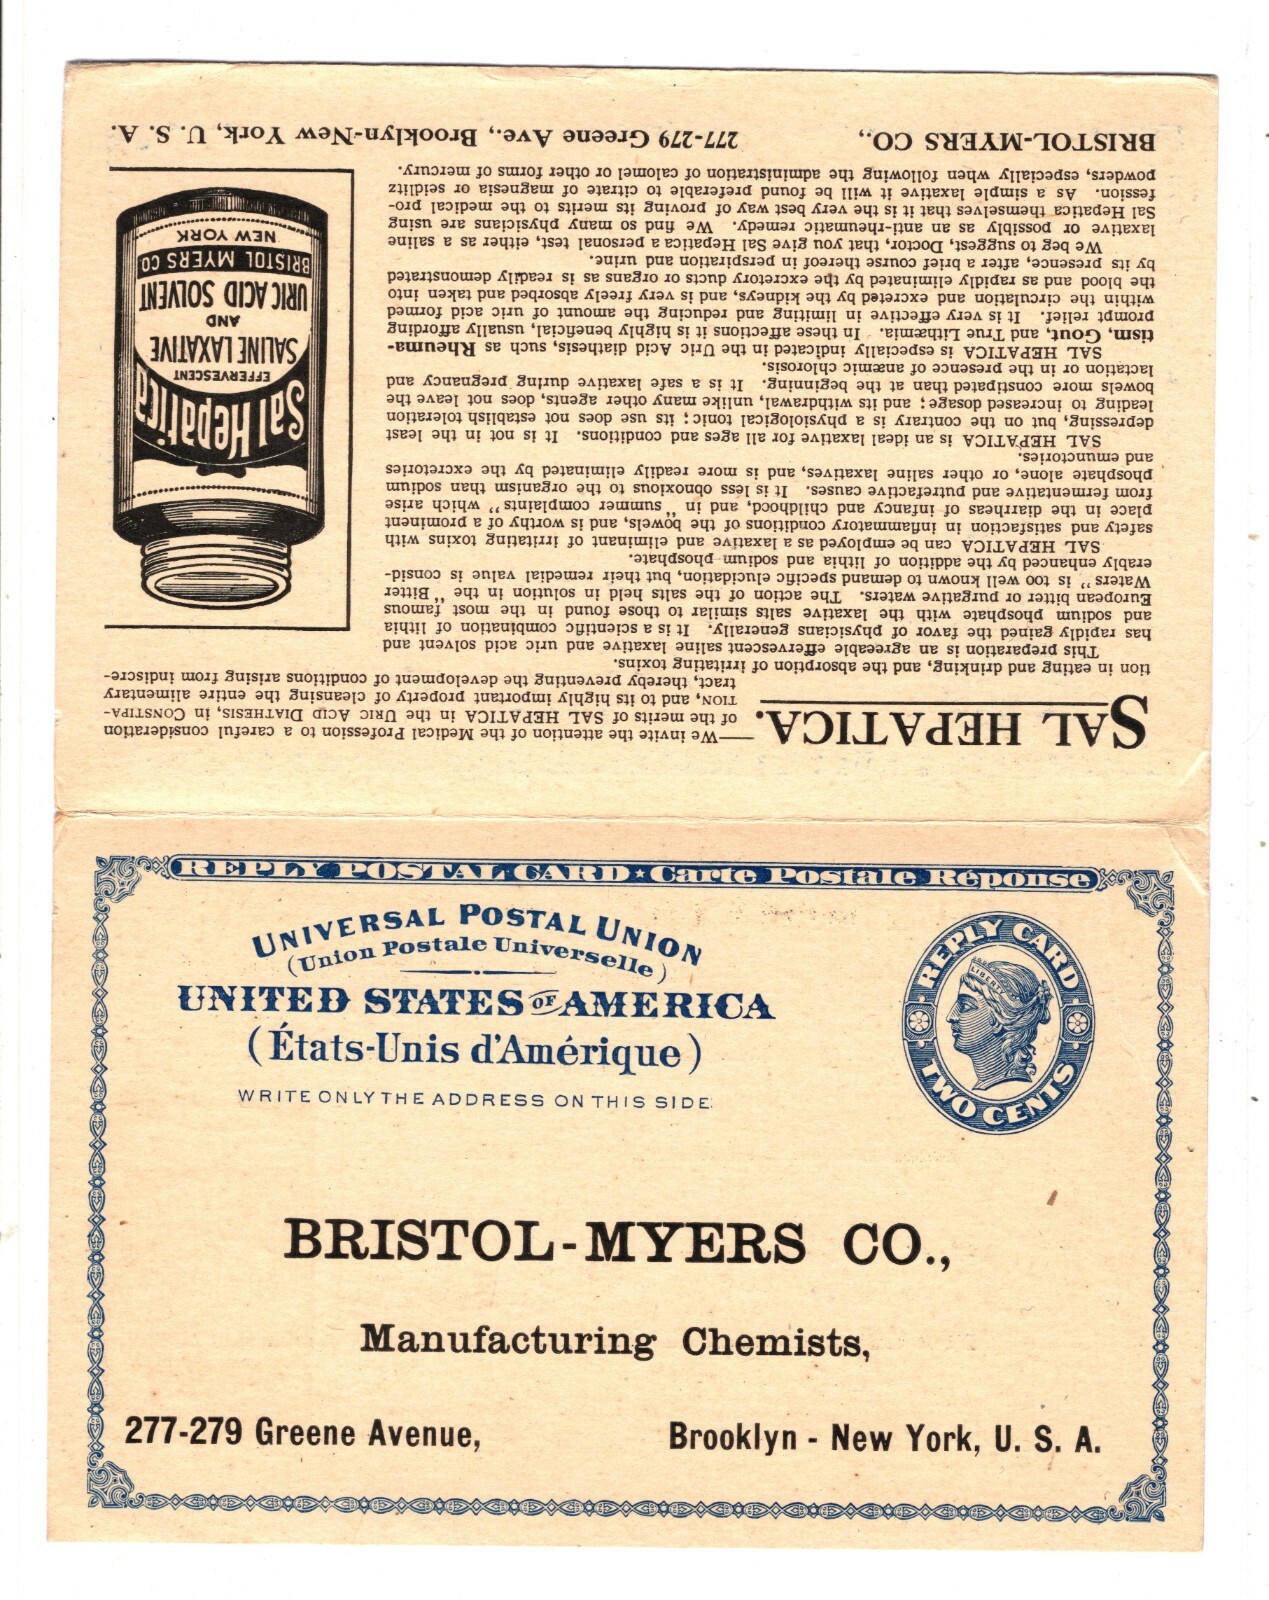 SAL HEPATICA.
—We invite the attention of the Medical Profession to a careful consideration
of the merits of SAL HEPATICA in the URIC ACID DIATHESIS, in CONSTIPA-
TION, and to its highly important property of cleansing the entire alimentary
tract, thereby preventing the development of conditions arising from indiscre-
tion in eating and drinking, and the absorption of irritating toxins.
This preparation is an agreeable effervescent saline laxative and uric acid solvent and
has rapidly gained the favor of physicians generally. It is a scientific combination of lithia
and sodium phosphate with the laxative salts similar to those found in the most famous
European bitter or purgative waters. The action of the salts held in solution in the "Bitter
Waters" is too well known to demand specific elucidation, but their remedial value is consid-
erably enhanced by the addition of lithia and sodium phosphate.
SAL HEPATICA can be employed as a laxative and eliminant of irritating toxins with
safety and satisfaction in inflammatory conditions of the bowels, and is worthy of a prominent
place in the diarrheas of infancy and childhood, and in "summer complaints" which arise
from fermentative and putrefactive causes. It is less obnoxious to the organism than sodium
phosphate alone, or other saline laxatives, and is more readily eliminated by the excretories
and emunctories.
SAL HEPATICA is an ideal laxative for all ages and conditions. It is not in the least
depressing, but on the contrary is a physiological tonic; its use does not establish toleration
leading to increased dosage; and its withdrawal, unlike many other agents, does not leave the
bowels more constipated than at the beginning. It is a safe laxative during pregnancy and
lactation or in the presence of anæmic chlorosis.
SAL HEPATICA is especially indicated in the Uric Acid diathesis, such as Rheuma-
tism, Gout, and True Lithæmia. In these affections it is highly beneficial, usually affording
prompt relief. It is very effective in limiting and reducing the amount of uric acid formed
within the circulation and excreted by the kidneys, and is very freely absorbed and taken into
the blood and as rapidly eliminated by the excretory ducts or organs as is readily demonstrated
by its presence, after a brief course thereof in perspiration and urine.
We beg to suggest, Doctor, that you give Sal Hepatica a personal test, either as a saline
laxative or possibly as an anti-rheumatic remedy. We find so many physicians are using
Sal Hepatica themselves that it is the very best way of proving its merits to the medical pro-
fession. As a simple laxative it will be found preferable to citrate of magnesia or seidlitz
powders, especially when following the administration of calomel or other forms of mercury.
BRISTOL-MYERS CO., 277-279 Greene Ave., Brooklyn-New York, U. S. A.
Sal Hepatica
EFFERVESCENT
SALINE LAXATIVE
AND
URIC ACID SOLVENT
BRISTOL MYERS CO
NEW YORK
REPLY POSTAL CARD ★ Carte Postale Réponse
UNIVERSAL POSTAL UNION
(Union Postale Universelle)
UNITED STATES OF AMERICA
(États-Unis d'Amérique)
WRITE ONLY THE ADDRESS ON THIS SIDE.
REPLY CARD
LIBERTY
TWO CENTS
BRISTOL-MYERS CO.,
Manufacturing Chemists,
277-279 Greene Avenue, Brooklyn - New York, U. S. A.